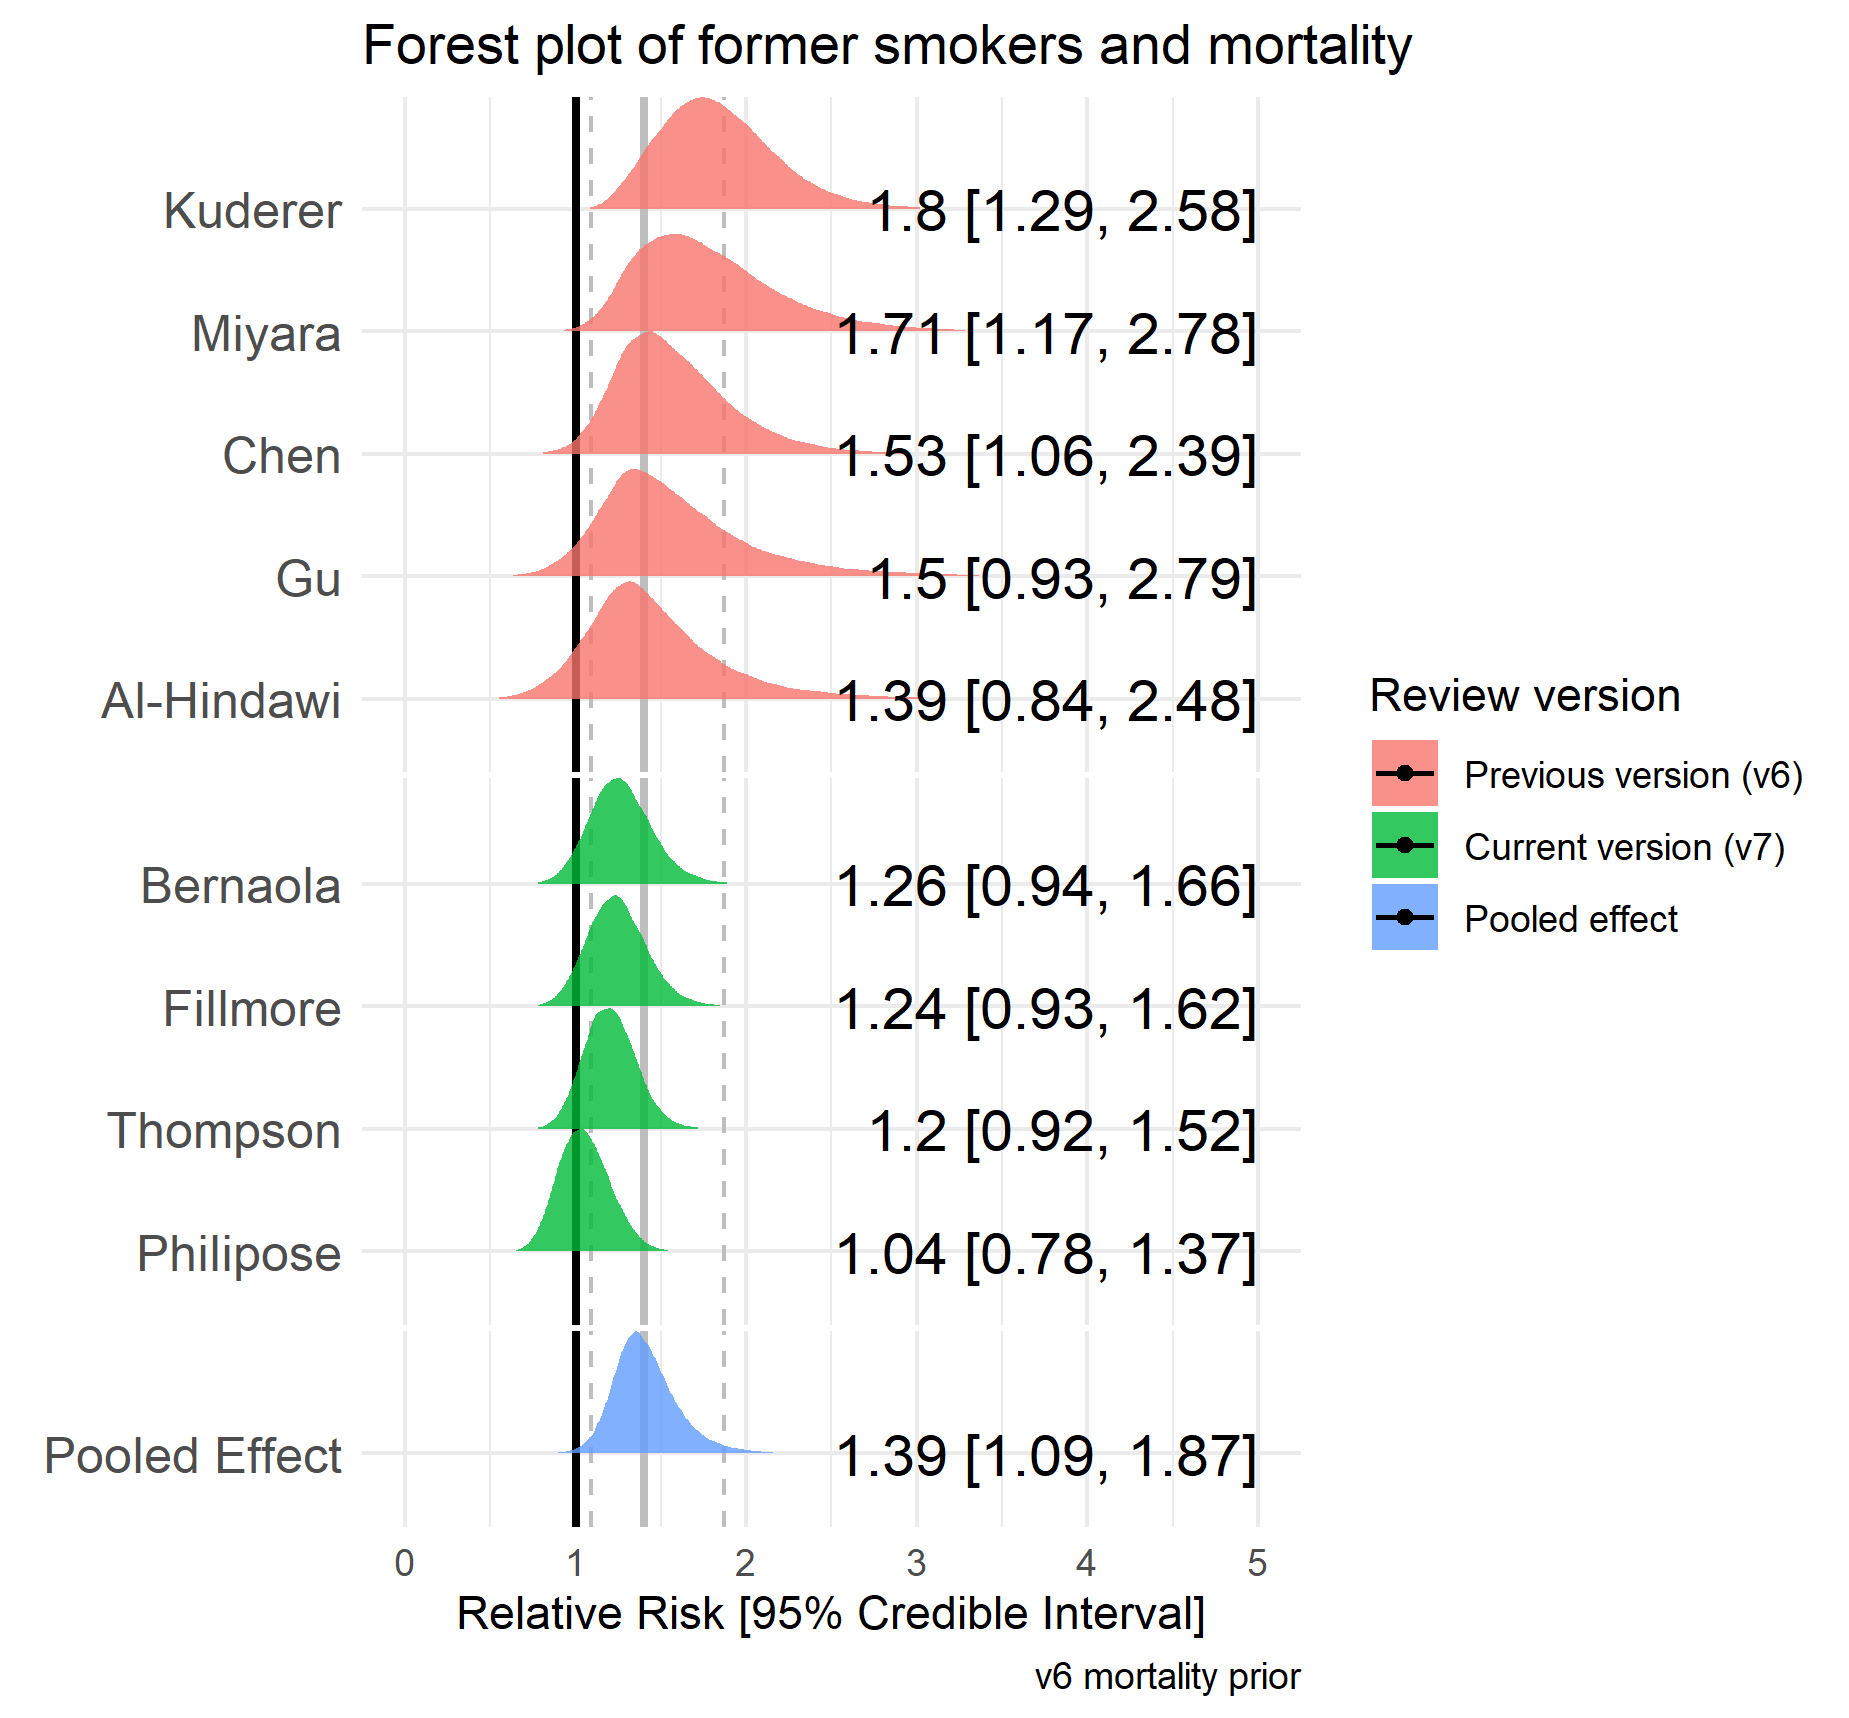 Forest plot of former smokers and mortality
Kuderer 1.8 [1.29, 2.58]
Miyara 1.71 [1.17, 2.78]
Chen 1.53 [1.06, 2.39]
Gu 1.5 [0.93, 2.79]
Al-Hindawi 1.39 [0.84, 2.48]
Bernaola 1.26 [0.94, 1.66]
Fillmore 1.24 [0.93, 1.62]
Thompson 1.2 [0.92, 1.52]
Philipose 1.04 [0.78, 1.37]
Pooled Effect 1.39 [1.09, 1.87]
0 1 2 3 4 5
Relative Risk [95% Credible Interval]
v6 mortality prior
Review version
Previous version (v6)
Current version (v7)
Pooled effect